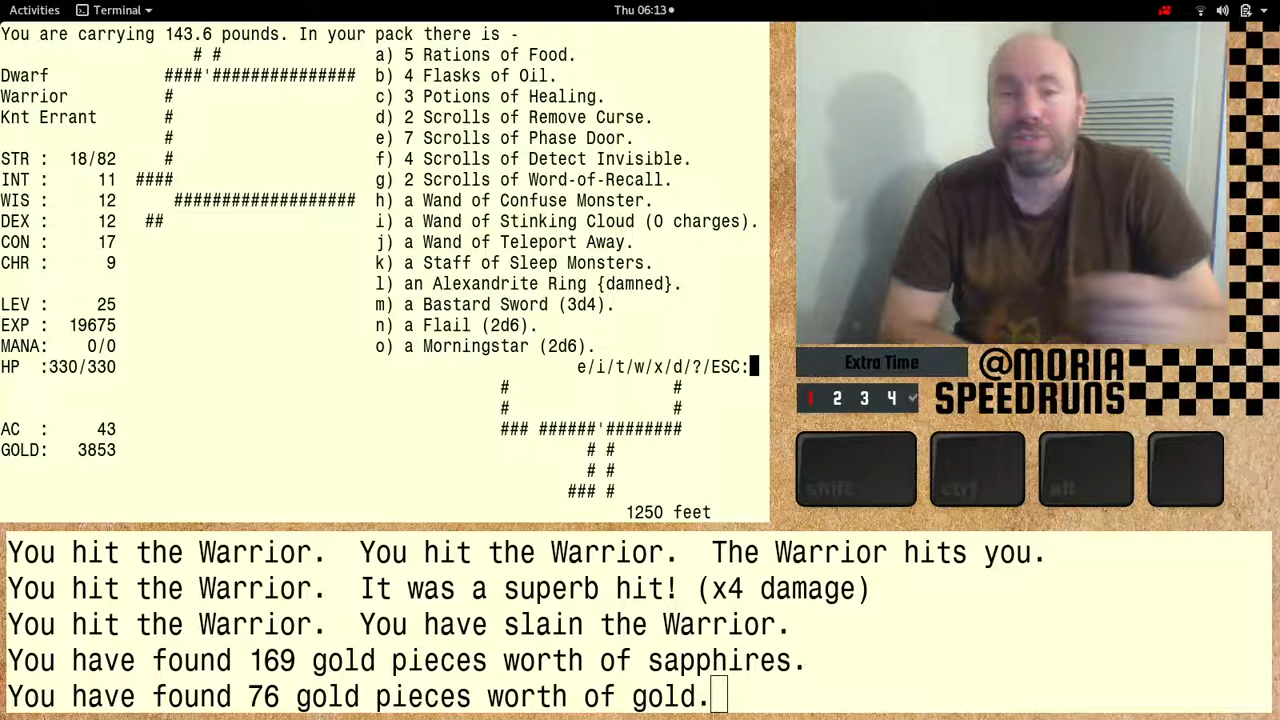 Activities Terminal Thu 06:13
You are carrying 143.6 pounds. In your pack there is -
# # a) 5 Rations of Food.
Dwarf ####'############### b) 4 Flasks of Oil.
Warrior # c) 3 Potions of Healing.
Knt Errant # d) 2 Scrolls of Remove Curse.
# e) 7 Scrolls of Phase Door.
STR : 18/82 # f) 4 Scrolls of Detect Invisible.
INT : 11 #### g) 2 Scrolls of Word-of-Recall.
WIS : 12 ################### h) a Wand of Confuse Monster.
DEX : 12 ## i) a Wand of Stinking Cloud (0 charges).
CON : 17 j) a Wand of Teleport Away.
CHR : 9 k) a Staff of Sleep Monsters.
l) an Alexandrite Ring {damned}.
LEV : 25 m) a Bastard Sword (3d4).
EXP : 19675 n) a Flail (2d6).
MANA: 0/0 o) a Morningstar (2d6).
HP :330/330 e/i/t/w/x/d/?/ESC:
# #
# #
AC : 43 ### ######'########
GOLD: 3853 # #
# #
### #
1250 feet
Extra Time
1 2 3 4
@MORIA
SPEEDRUNS
shift ctrl alt
You hit the Warrior. You hit the Warrior. The Warrior hits you.
You hit the Warrior. It was a superb hit! (x4 damage)
You hit the Warrior. You have slain the Warrior.
You have found 169 gold pieces worth of sapphires.
You have found 76 gold pieces worth of gold.